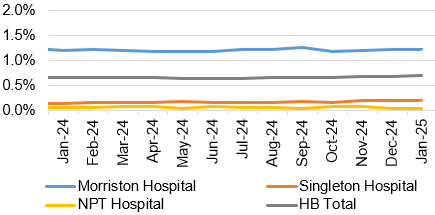 2.0%
1.5%
1.0%
0.5%
0.0%
Jan-24
Feb-24
Mar-24
Apr-24
May-24
Jun-24
Jul-24
Aug-24
Sep-24
Oct-24
Nov-24
Dec-24
Jan-25
Morriston Hospital Singleton Hospital
NPT Hospital HB Total